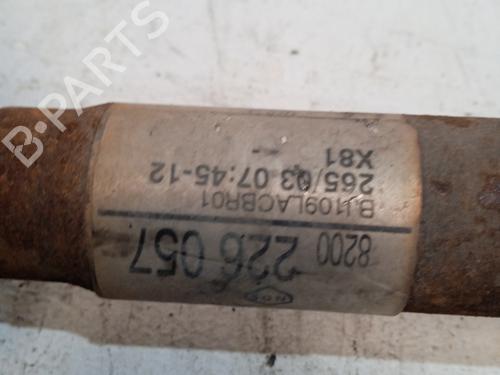 8200 226 057
BJ109LACBR01
265/03 07:45-12
X81
B-PARTS